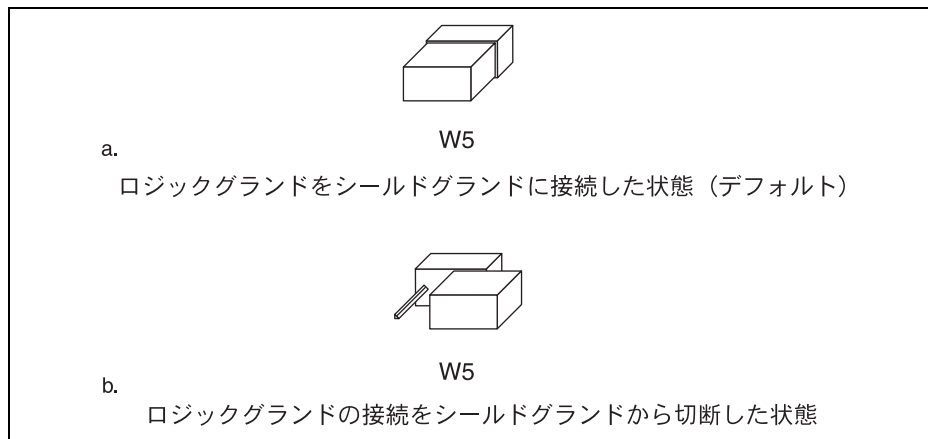 W5
a.
ロジックグランドをシールドグランドに接続した状態（デフォルト）
W5
b.
ロジックグランドの接続をシールドグランドから切断した状態